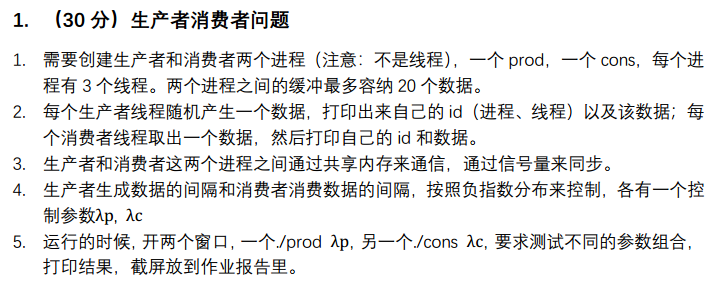 1. （30 分）生产者消费者问题
1. 需要创建生产者和消费者两个进程（注意：不是线程），一个 prod，一个 cons，每个进
程有 3 个线程。两个进程之间的缓冲最多容纳 20 个数据。
2. 每个生产者线程随机产生一个数据，打印出来自己的 id（进程、线程）以及该数据；每
个消费者线程取出一个数据，然后打印自己的 id 和数据。
3. 生产者和消费者这两个进程之间通过共享内存来通信，通过信号量来同步。
4. 生产者生成数据的间隔和消费者消费数据的间隔，按照负指数分布来控制，各有一个控
制参数λp, λc
5. 运行的时候, 开两个窗口, 一个./prod λp, 另一个./cons λc, 要求测试不同的参数组合，
打印结果，截屏放到作业报告里。